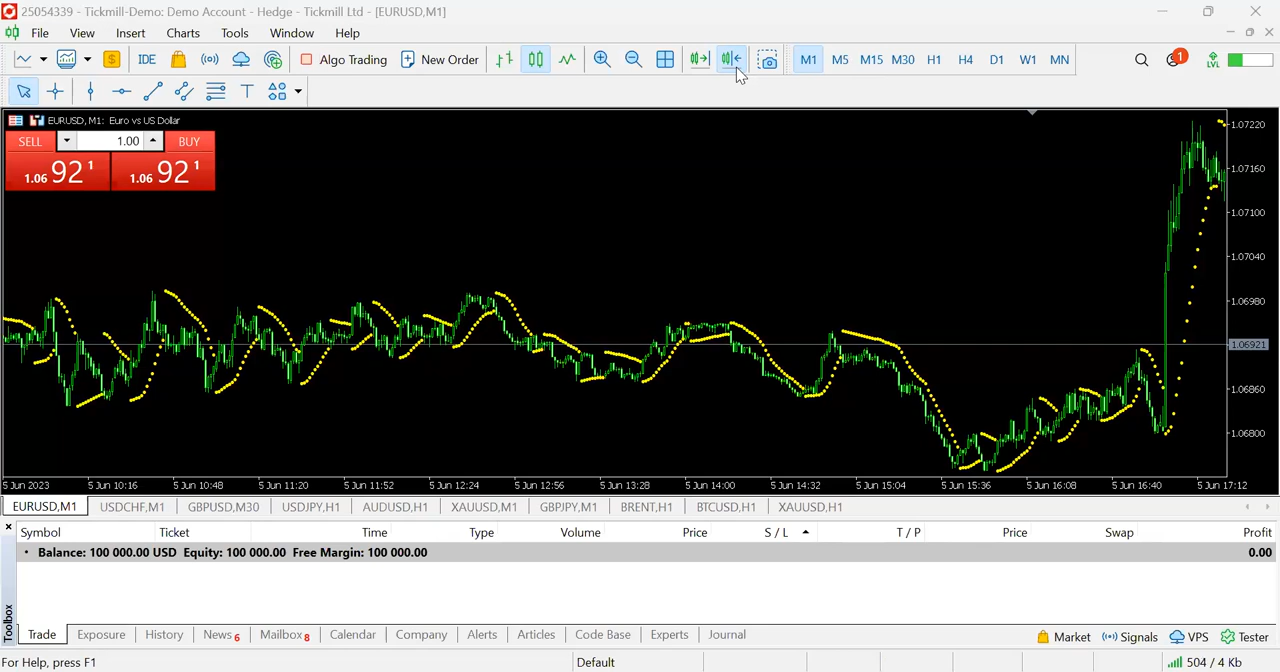 25054339 - Tickmill-Demo: Demo Account - Hedge - Tickmill Ltd - [EURUSD,M1]
File View Insert Charts Tools Window Help
IDE Algo Trading New Order M1 M5 M15 M30 H1 H4 D1 W1 MN 1 LVL
T
EURUSD, M1: Euro vs US Dollar
SELL 1.00 BUY
1.06 92 1 1.06 92 1
1.07220
1.07160
1.07100
1.07040
1.06980
1.06921
1.06860
1.06800
5 Jun 2023 5 Jun 10:16 5 Jun 10:48 5 Jun 11:20 5 Jun 11:52 5 Jun 12:24 5 Jun 12:56 5 Jun 13:28 5 Jun 14:00 5 Jun 14:32 5 Jun 15:04 5 Jun 15:36 5 Jun 16:08 5 Jun 16:40 5 Jun 17:12
EURUSD,M1 USDCHF,M1 GBPUSD,M30 USDJPY,H1 AUDUSD,H1 XAUUSD,M1 GBPJPY,M1 BRENT,H1 BTCUSD,H1 XAUUSD,H1
Symbol Ticket Time Type Volume Price S / L T / P Price Swap Profit
• Balance: 100 000.00 USD Equity: 100 000.00 Free Margin: 100 000.00 0.00
Toolbox
Trade Exposure History News 6 Mailbox 8 Calendar Company Alerts Articles Code Base Experts Journal Market Signals VPS Tester
For Help, press F1 Default 504 / 4 Kb